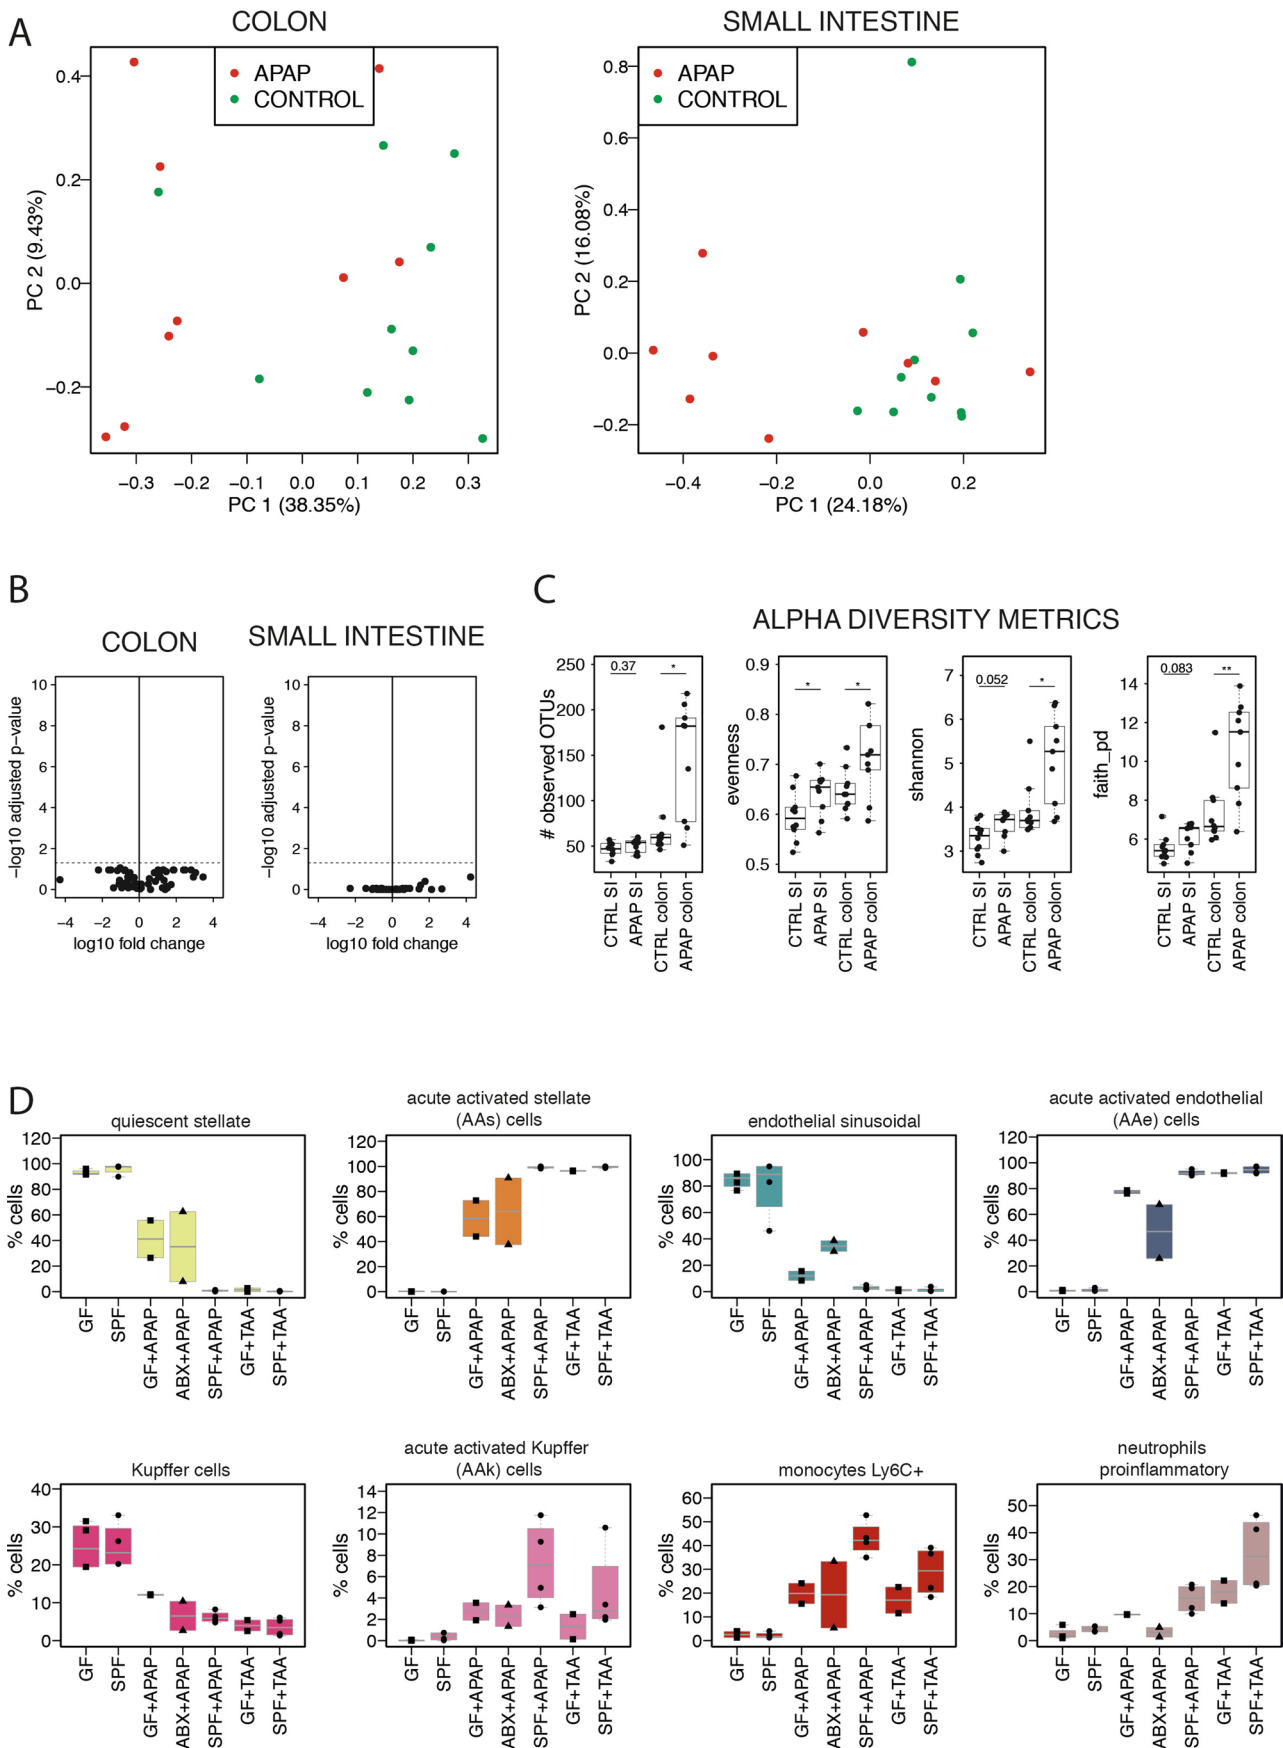 A
COLON
SMALL INTESTINE
APAP
CONTROL
0.4
0.2
0.0
−0.2
PC 2 (9.43%)
−0.3 −0.2 −0.1 0.0 0.1 0.2 0.3
PC 1 (38.35%)
APAP
CONTROL
0.8
0.6
0.4
0.2
0.0
−0.2
PC 2 (16.08%)
−0.4 −0.2 0.0 0.2
PC 1 (24.18%)
B
COLON
SMALL INTESTINE
−log10 adjusted p-value
10
8
6
4
2
0
−4 −2 0 2 4
log10 fold change
−log10 adjusted p-value
10
8
6
4
2
0
−4 −2 0 2 4
log10 fold change
C
ALPHA DIVERSITY METRICS
# observed OTUs
250
200
150
100
50
0.37 *
CTRL SI
APAP SI
CTRL colon
APAP colon
evenness
0.9
0.8
0.7
0.6
0.5
* *
CTRL SI
APAP SI
CTRL colon
APAP colon
shannon
7
6
5
4
3
0.052 *
CTRL SI
APAP SI
CTRL colon
APAP colon
faith_pd
14
12
10
8
6
0.083 **
CTRL SI
APAP SI
CTRL colon
APAP colon
D
quiescent stellate
% cells
120
100
80
60
40
20
0
GF
SPF
GF+APAP
ABX+APAP
SPF+APAP
GF+TAA
SPF+TAA
acute activated stellate
(AAs) cells
% cells
120
100
80
60
40
20
0
GF
SPF
GF+APAP
ABX+APAP
SPF+APAP
GF+TAA
SPF+TAA
endothelial sinusoidal
% cells
100
80
60
40
20
0
GF
SPF
GF+APAP
ABX+APAP
SPF+APAP
GF+TAA
SPF+TAA
acute activated endothelial
(AAe) cells
% cells
120
100
80
60
40
20
0
GF
SPF
GF+APAP
ABX+APAP
SPF+APAP
GF+TAA
SPF+TAA
Kupffer cells
% cells
40
30
20
10
0
GF
SPF
GF+APAP
ABX+APAP
SPF+APAP
GF+TAA
SPF+TAA
acute activated Kupffer
(AAk) cells
% cells
14
12
10
8
6
4
2
0
GF
SPF
GF+APAP
ABX+APAP
SPF+APAP
GF+TAA
SPF+TAA
monocytes Ly6C+
% cells
60
50
40
30
20
10
0
GF
SPF
GF+APAP
ABX+APAP
SPF+APAP
GF+TAA
SPF+TAA
neutrophils
proinflammatory
% cells
50
40
30
20
10
0
GF
SPF
GF+APAP
ABX+APAP
SPF+APAP
GF+TAA
SPF+TAA